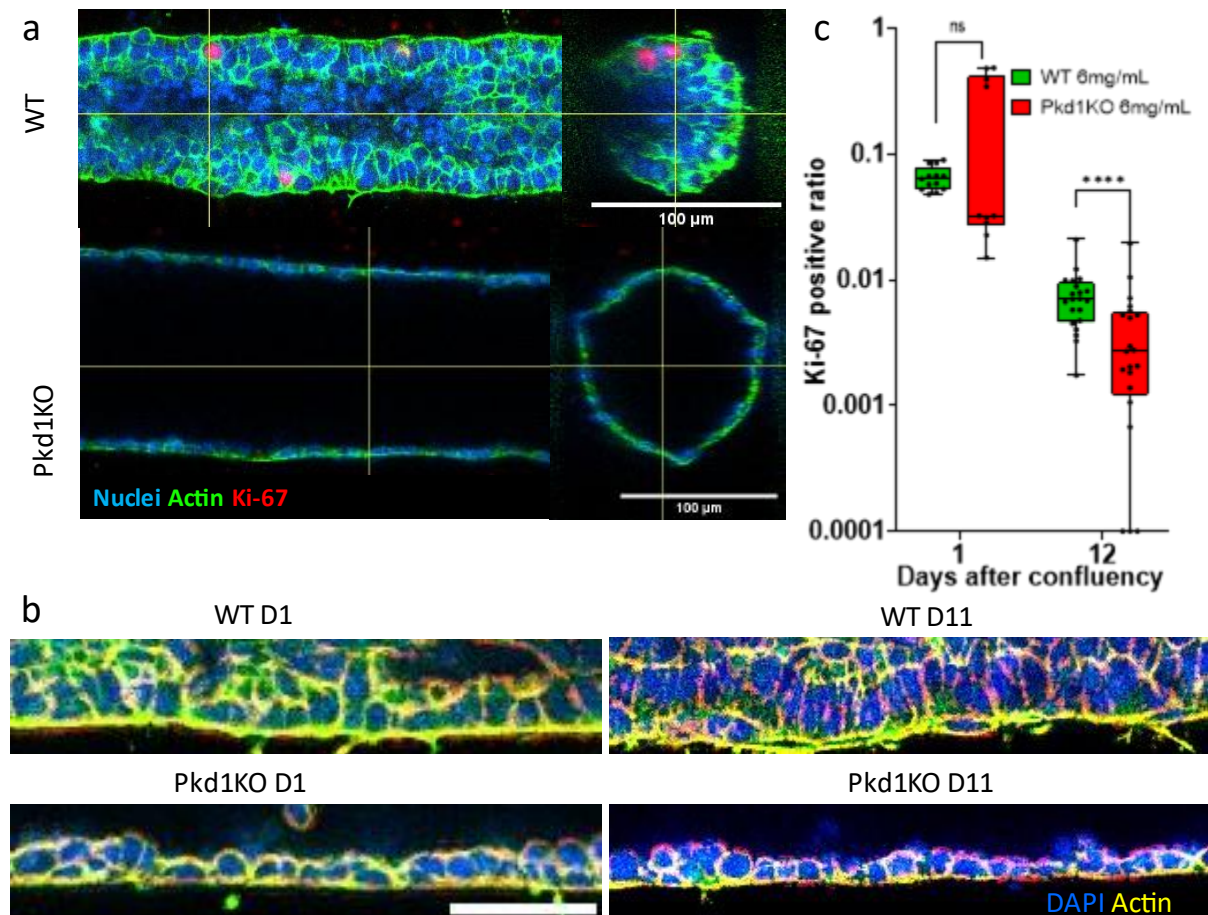 a
WT
100 µm
Pkd1KO
Nuclei Actin Ki-67
100 µm
c
1
ns
WT 6mg/mL
Pkd1KO 6mg/mL
0.1
****
0.01
0.001
0.0001
Ki-67 positive ratio
1
12
Days after confluency
b
WT D1
WT D11
Pkd1KO D1
Pkd1KO D11
DAPI Actin